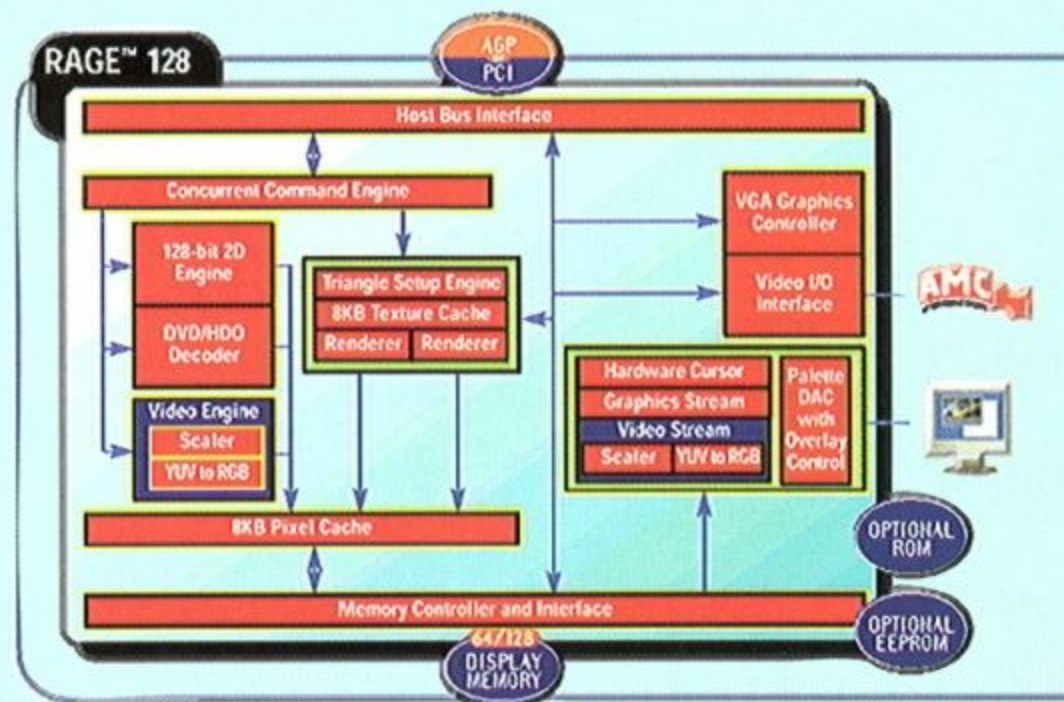 RAGE™ 128
AGP
or
PCI
Host Bus Interface
Concurrent Command Engine
128-bit 2D
Engine
DVD/HDO
Decoder
Video Engine
Scaler
YUV to RGB
Triangle Setup Engine
8KB Texture Cache
Renderer
Renderer
VGA Graphics
Controller
Video I/O
Interface
AMC
Hardware Cursor
Graphics Stream
Video Stream
Scaler
YUV to RGB
Palette
DAC
with
Overlay
Control
8KB Pixel Cache
OPTIONAL
ROM
Memory Controller and Interface
OPTIONAL
EEPROM
64/128
DISPLAY
MEMORY